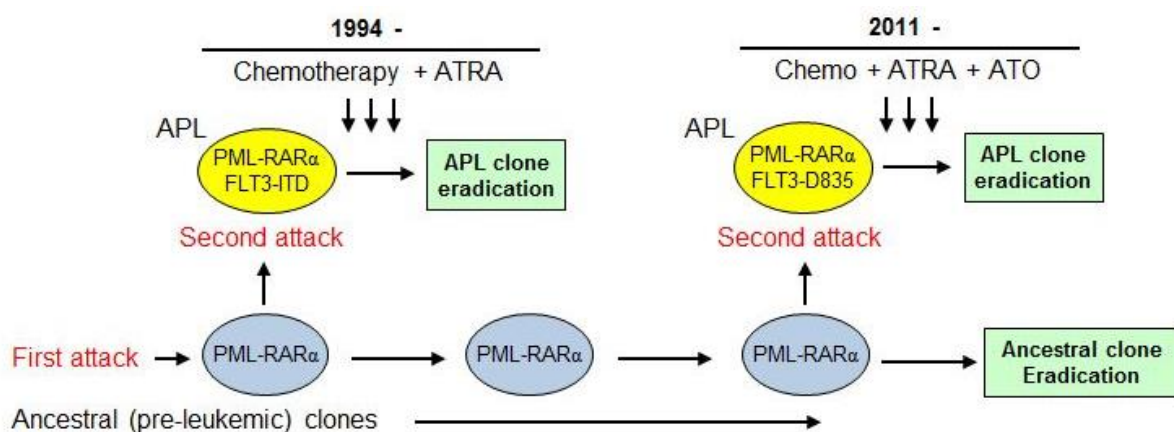 1994 -
Chemotherapy + ATRA
APL
PML-RARα
FLT3-ITD
APL clone
eradication
Second attack
2011 -
Chemo + ATRA + ATO
APL
PML-RARα
FLT3-D835
APL clone
eradication
Second attack
First attack
PML-RARα
PML-RARα
PML-RARα
Ancestral clone
Eradication
Ancestral (pre-leukemic) clones